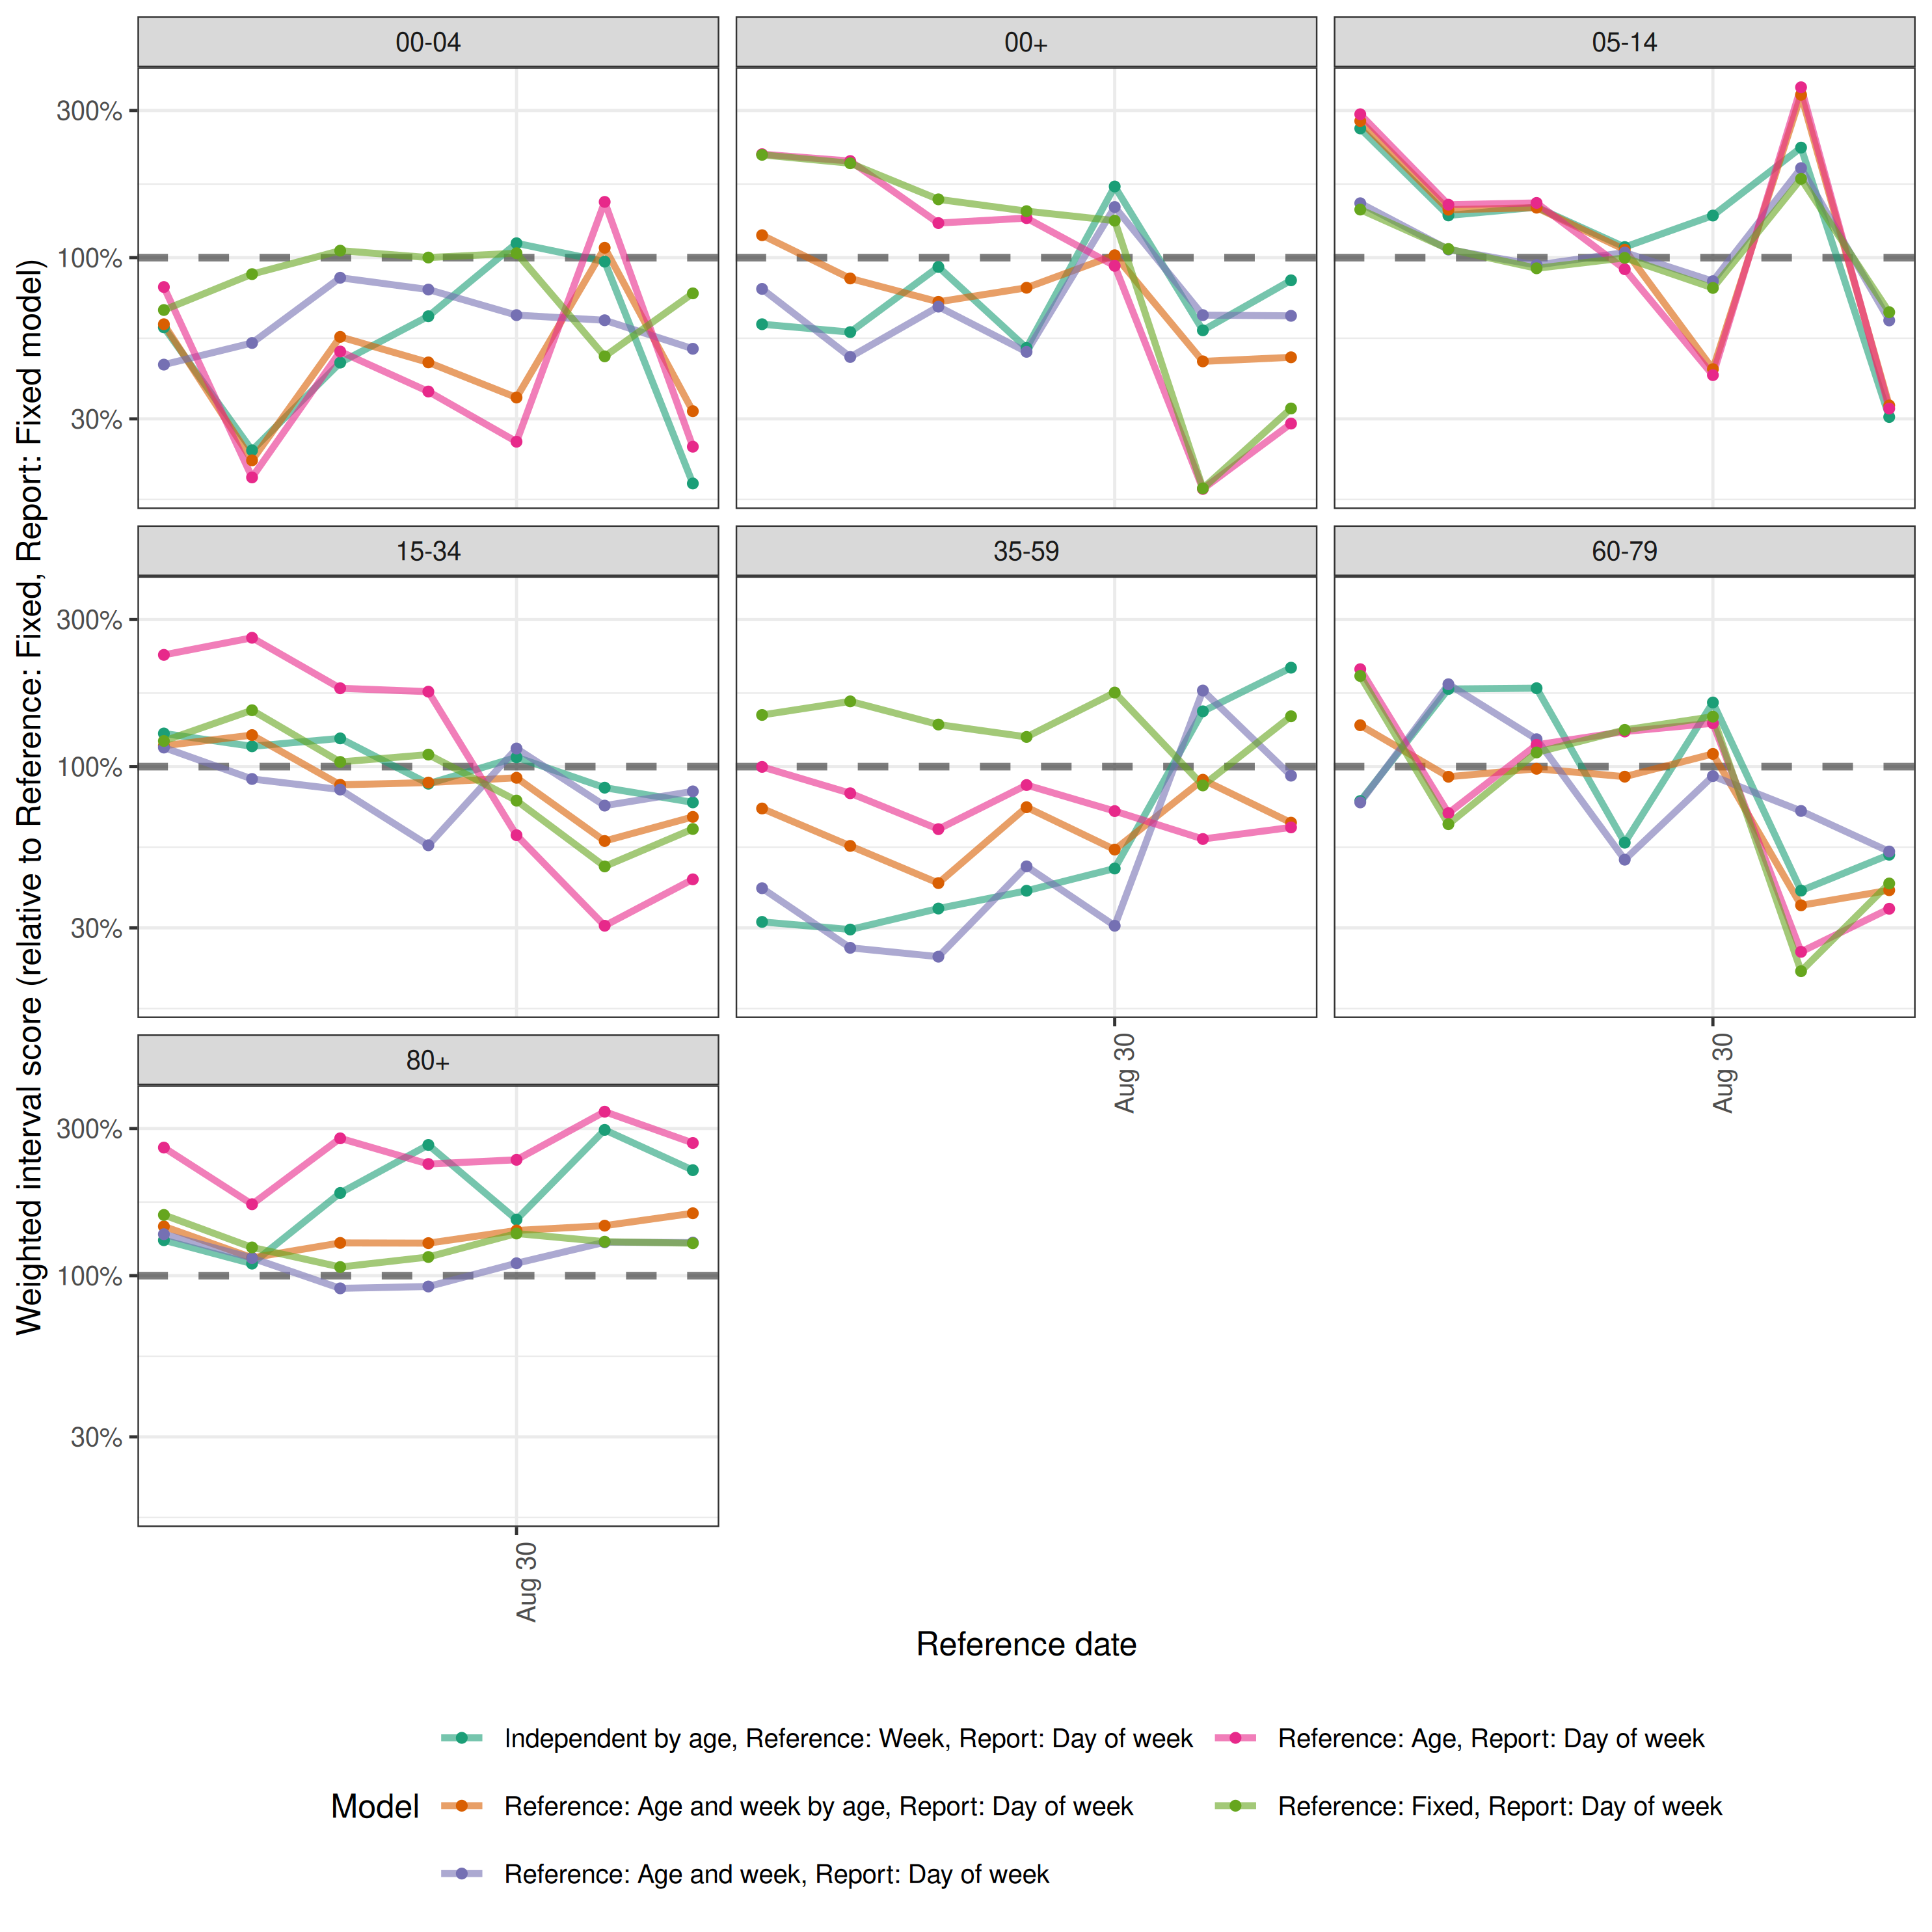 00-04
00+
05-14
300%
100%
30%
15-34
35-59
60-79
300%
100%
30%
Aug 30
Aug 30
80+
300%
100%
30%
Aug 30
Weighted interval score (relative to Reference: Fixed, Report: Fixed model)
Reference date
Model
Independent by age, Reference: Week, Report: Day of week
Reference: Age and week by age, Report: Day of week
Reference: Age and week, Report: Day of week
Reference: Age, Report: Day of week
Reference: Fixed, Report: Day of week